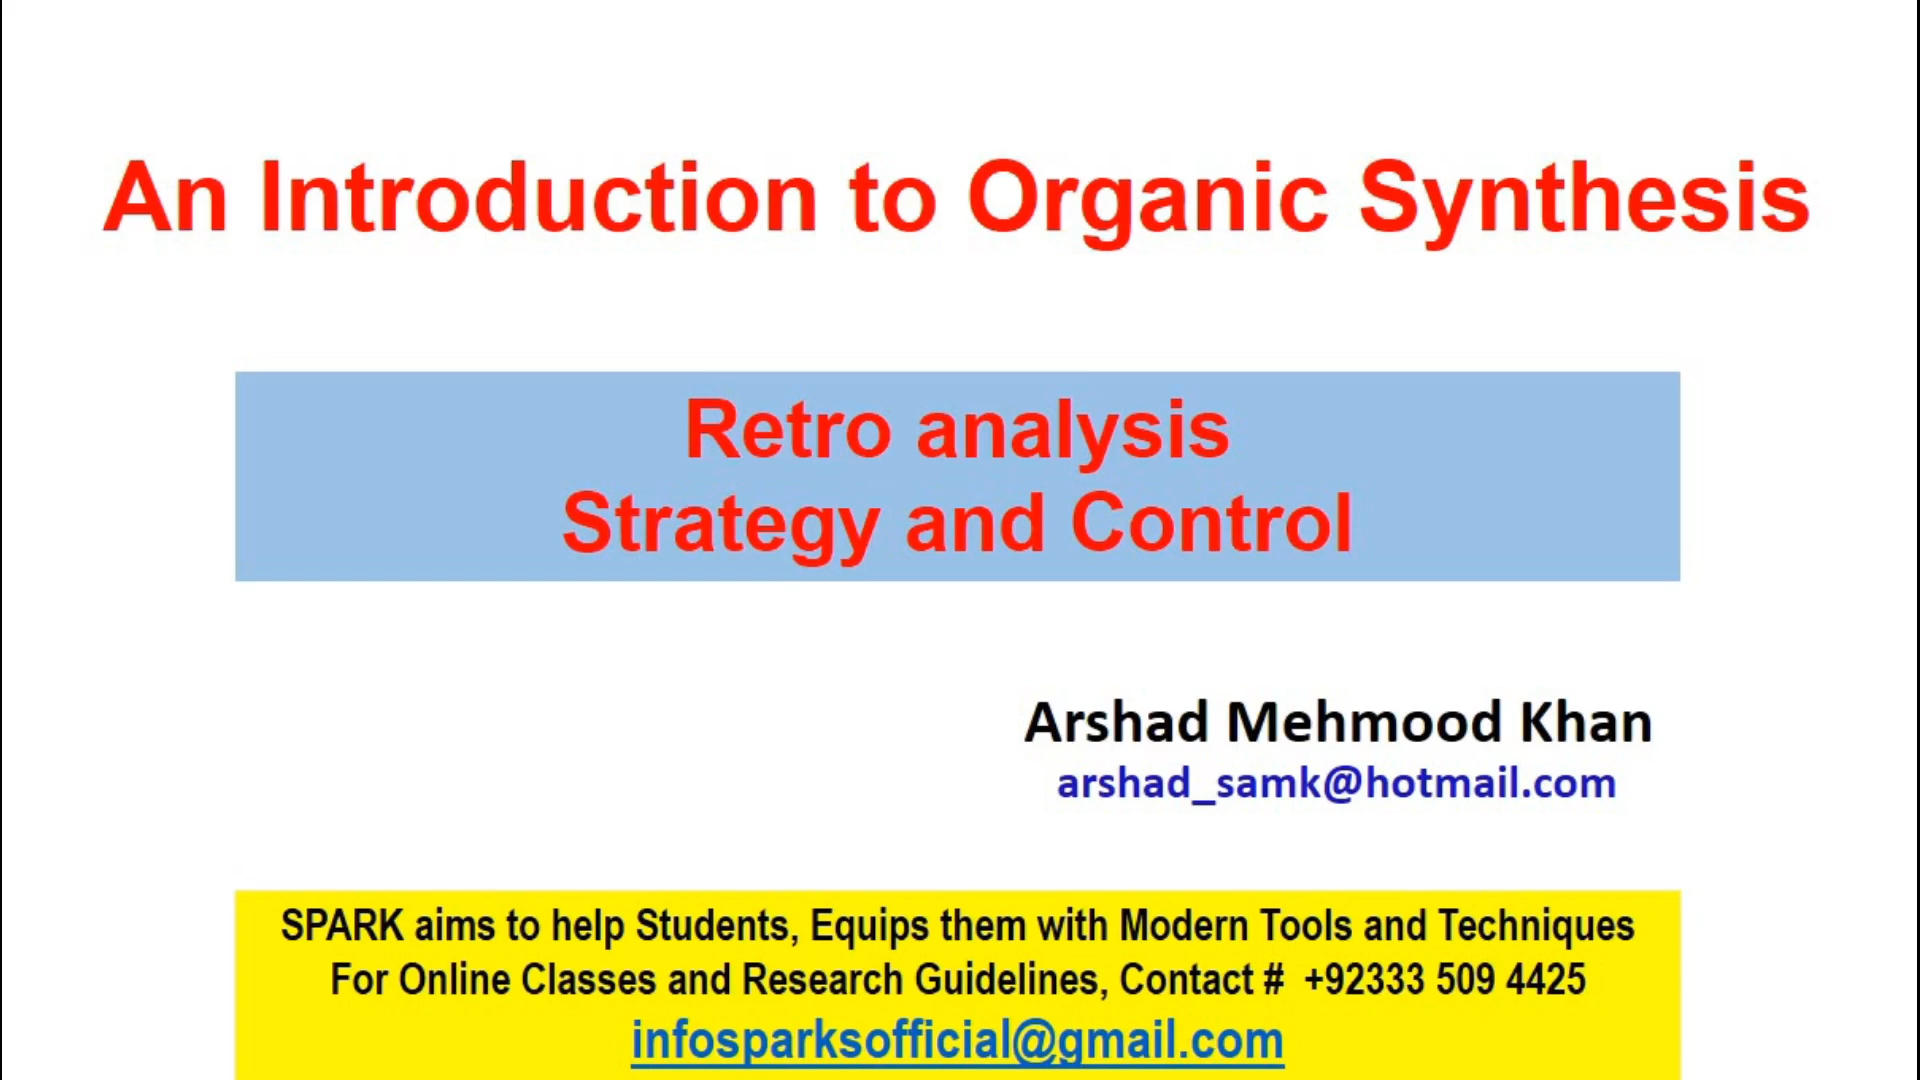 An Introduction to Organic Synthesis
Retro analysis
Strategy and Control
Arshad Mehmood Khan
arshad_samk@hotmail.com
SPARK aims to help Students, Equips them with Modern Tools and Techniques
For Online Classes and Research Guidelines, Contact # +92333 509 4425
infosparksofficial@gmail.com